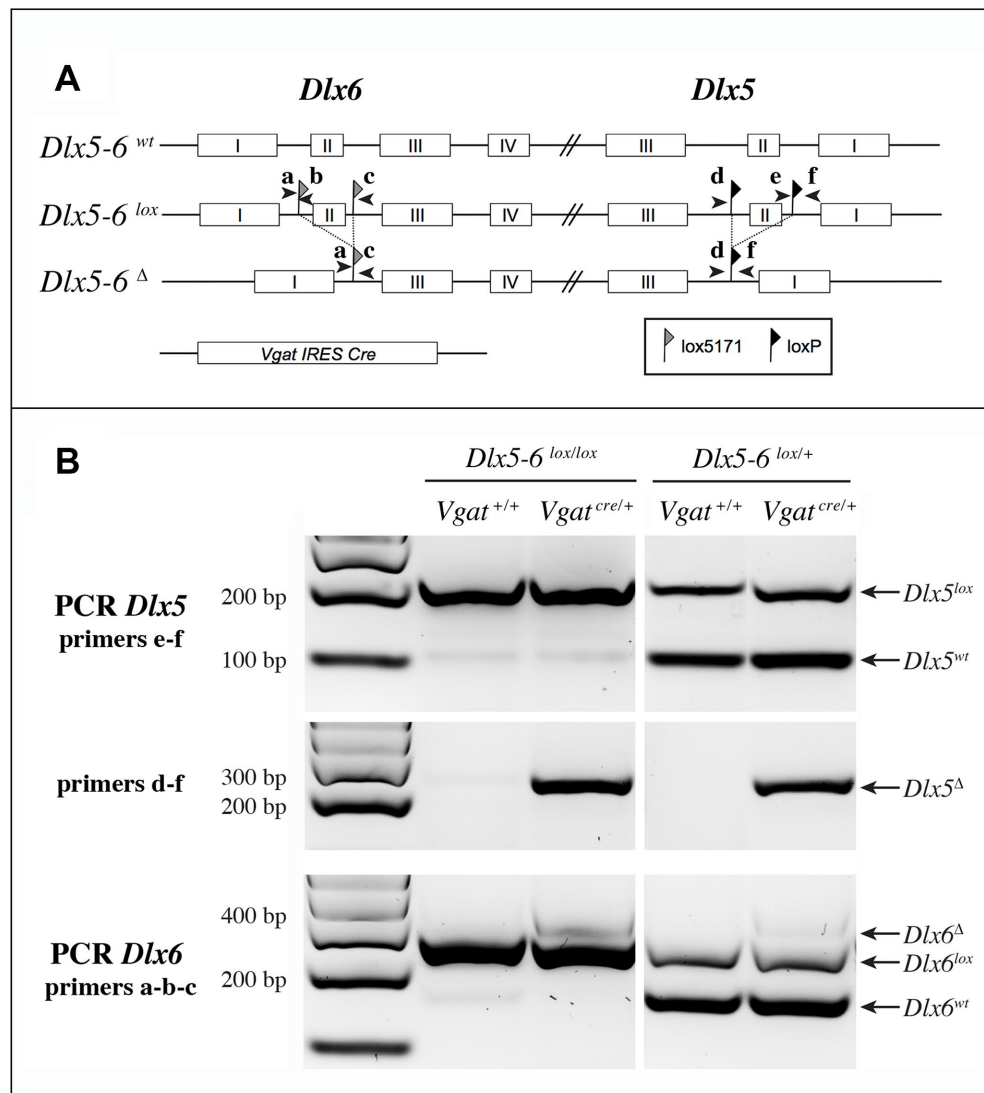 A
Dlx6 Dlx5
Dlx5-6 wt I II III IV // III II I
a b c d e f
Dlx5-6 lox I II III IV // III II I
a c d f
Dlx5-6 Δ I III IV // III I
Vgat IRES Cre
lox5171 loxP
B
Dlx5-6 lox/lox Dlx5-6 lox/+
Vgat +/+ Vgat cre/+ Vgat +/+ Vgat cre/+
PCR Dlx5
primers e-f
200 bp
100 bp
Dlx5lox
Dlx5wt
primers d-f
300 bp
200 bp
Dlx5Δ
PCR Dlx6
primers a-b-c
400 bp
200 bp
Dlx6Δ
Dlx6lox
Dlx6wt